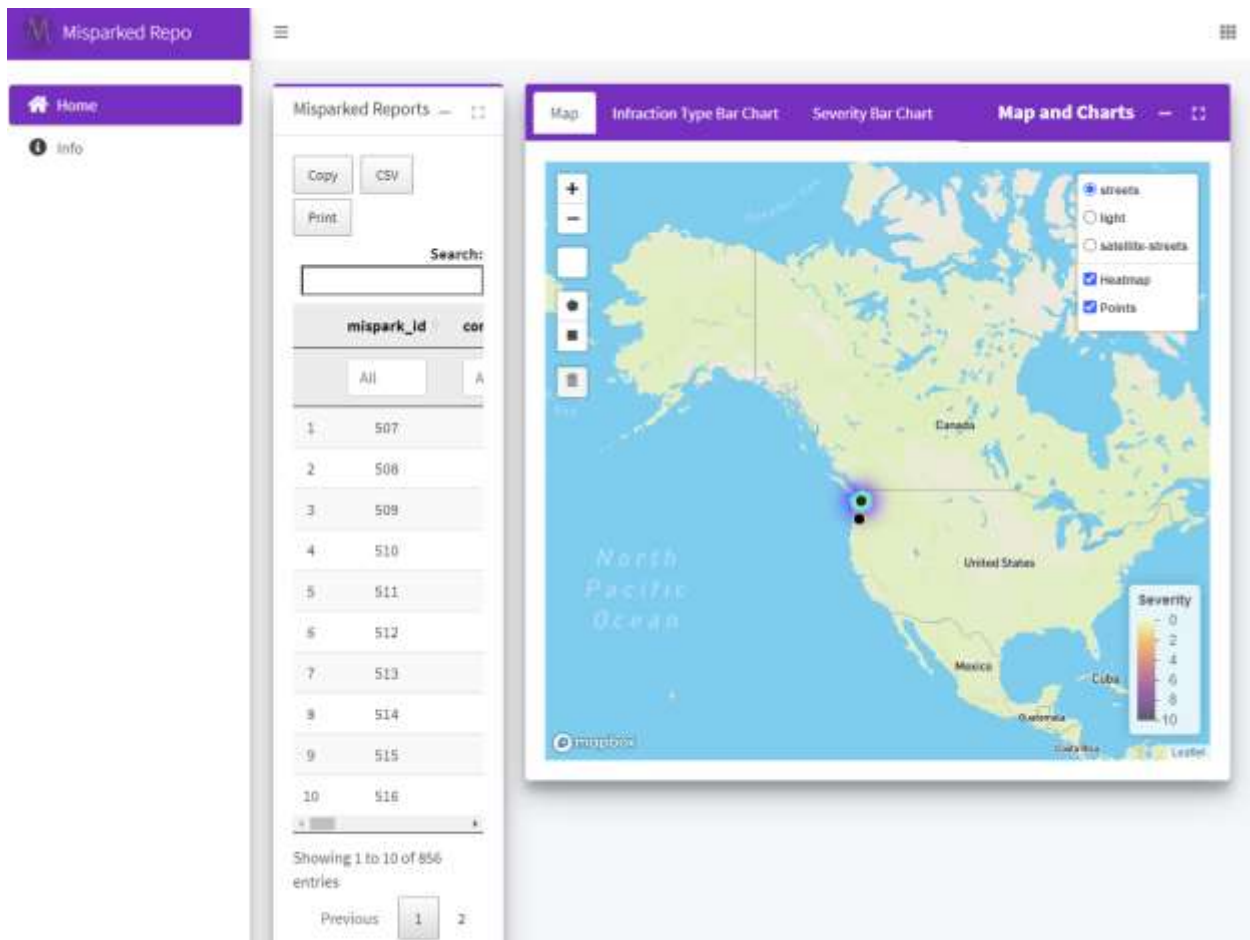 Misparked Repo
Home
Info
Misparked Reports
Copy CSV
Print
Search:
mispark_id cor
All A
1 507
2 508
3 509
4 510
5 511
6 512
7 513
8 514
9 515
10 516
Showing 1 to 10 of 856
entries
Previous 1 2
Map Infraction Type Bar Chart Severity Bar Chart Map and Charts
+
−
streets
light
satellite-streets
Heatmap
Points
Canada
North
Pacific
Ocean
United States
Mexico
Cuba
Guatemala
Costa Rica
Severity
0
2
4
6
8
10
mapbox
Leaflet